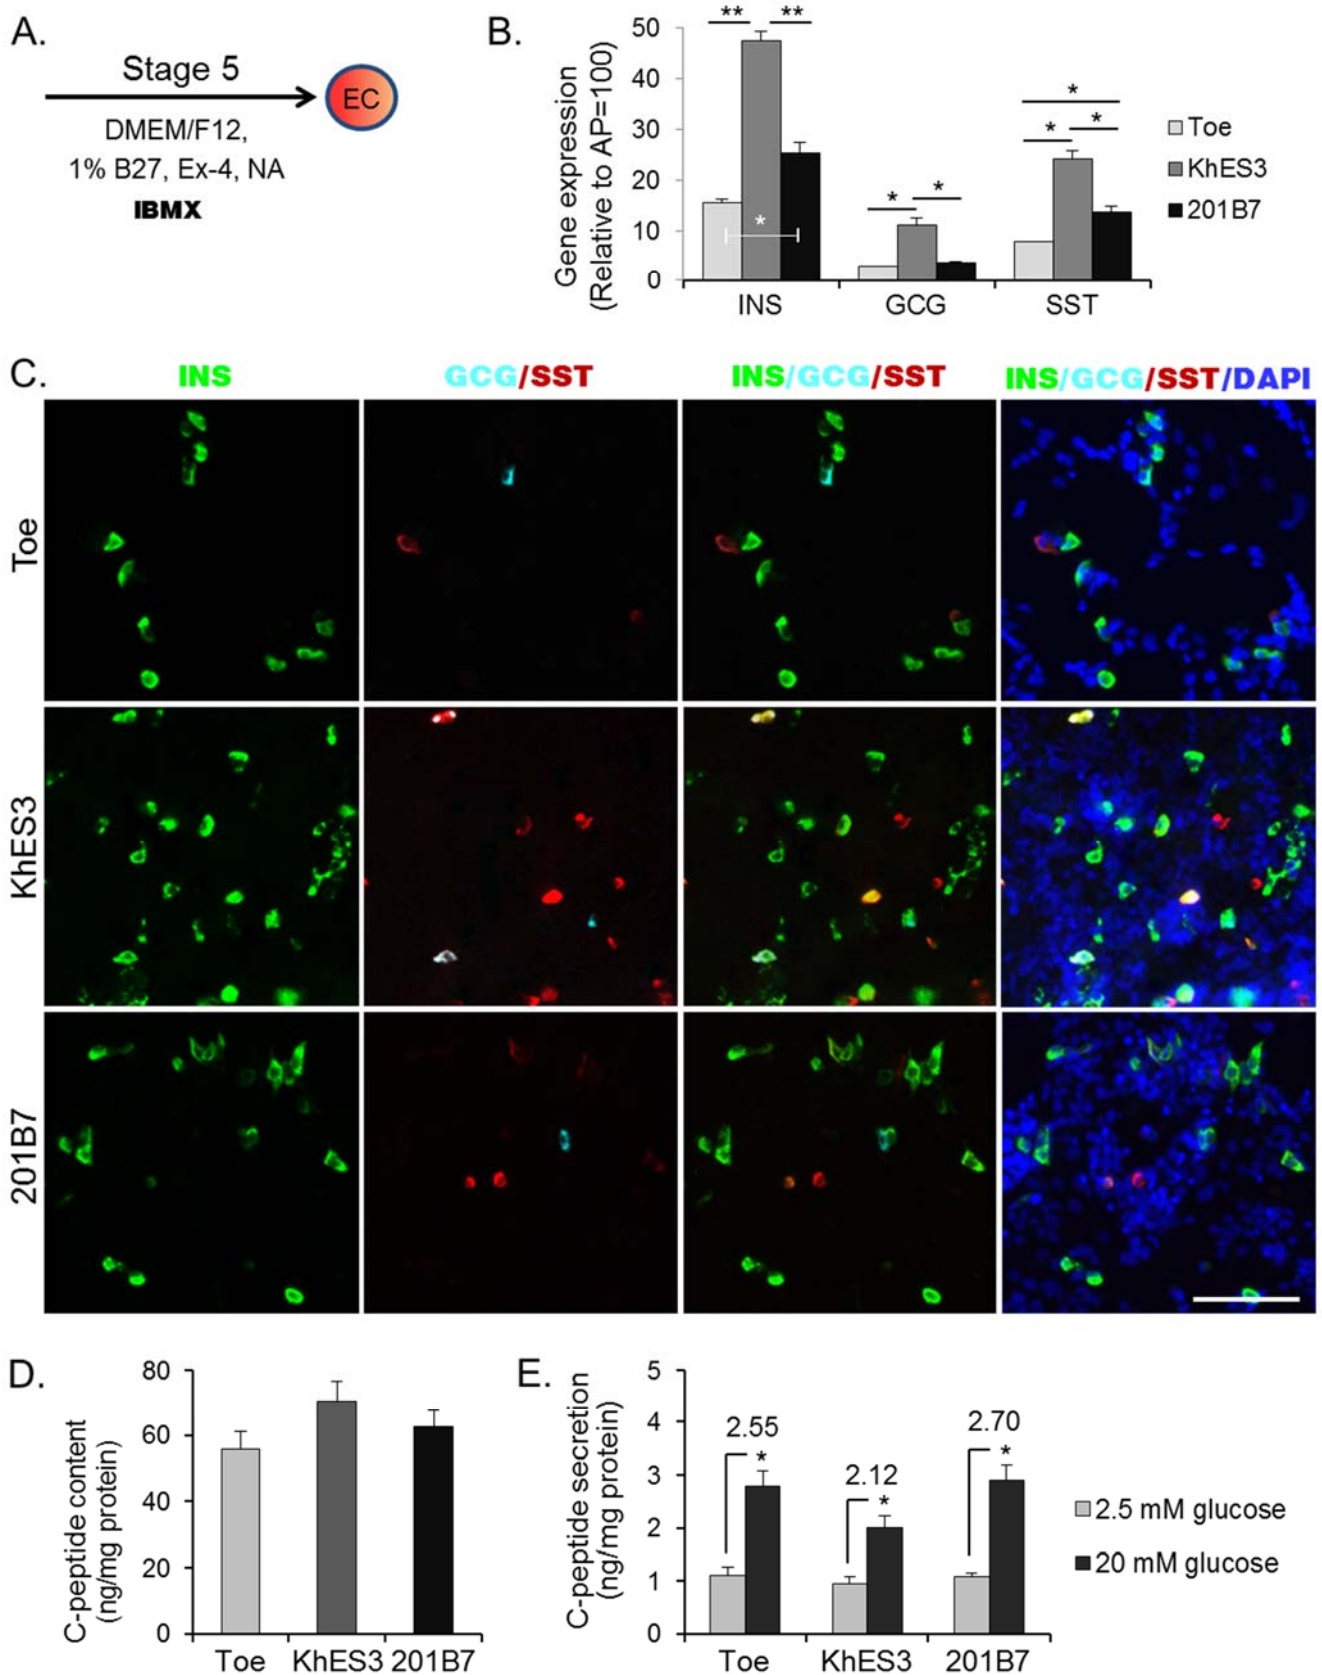 A.
Stage 5
EC
DMEM/F12,
1% B27, Ex-4, NA
IBMX
B.
Gene expression
(Relative to AP=100)
50
40
30
20
10
0
** **
* *
* * *
*
INS GCG SST
Toe
KhES3
201B7
C.
INS GCG/SST INS/GCG/SST INS/GCG/SST/DAPI
Toe
KhES3
201B7
D.
C-peptide content
(ng/mg protein)
80
60
40
20
0
Toe KhES3 201B7
E.
C-peptide secretion
(ng/mg protein)
5
4
3
2
1
0
2.55
*
2.12
*
2.70
*
Toe KhES3 201B7
2.5 mM glucose
20 mM glucose